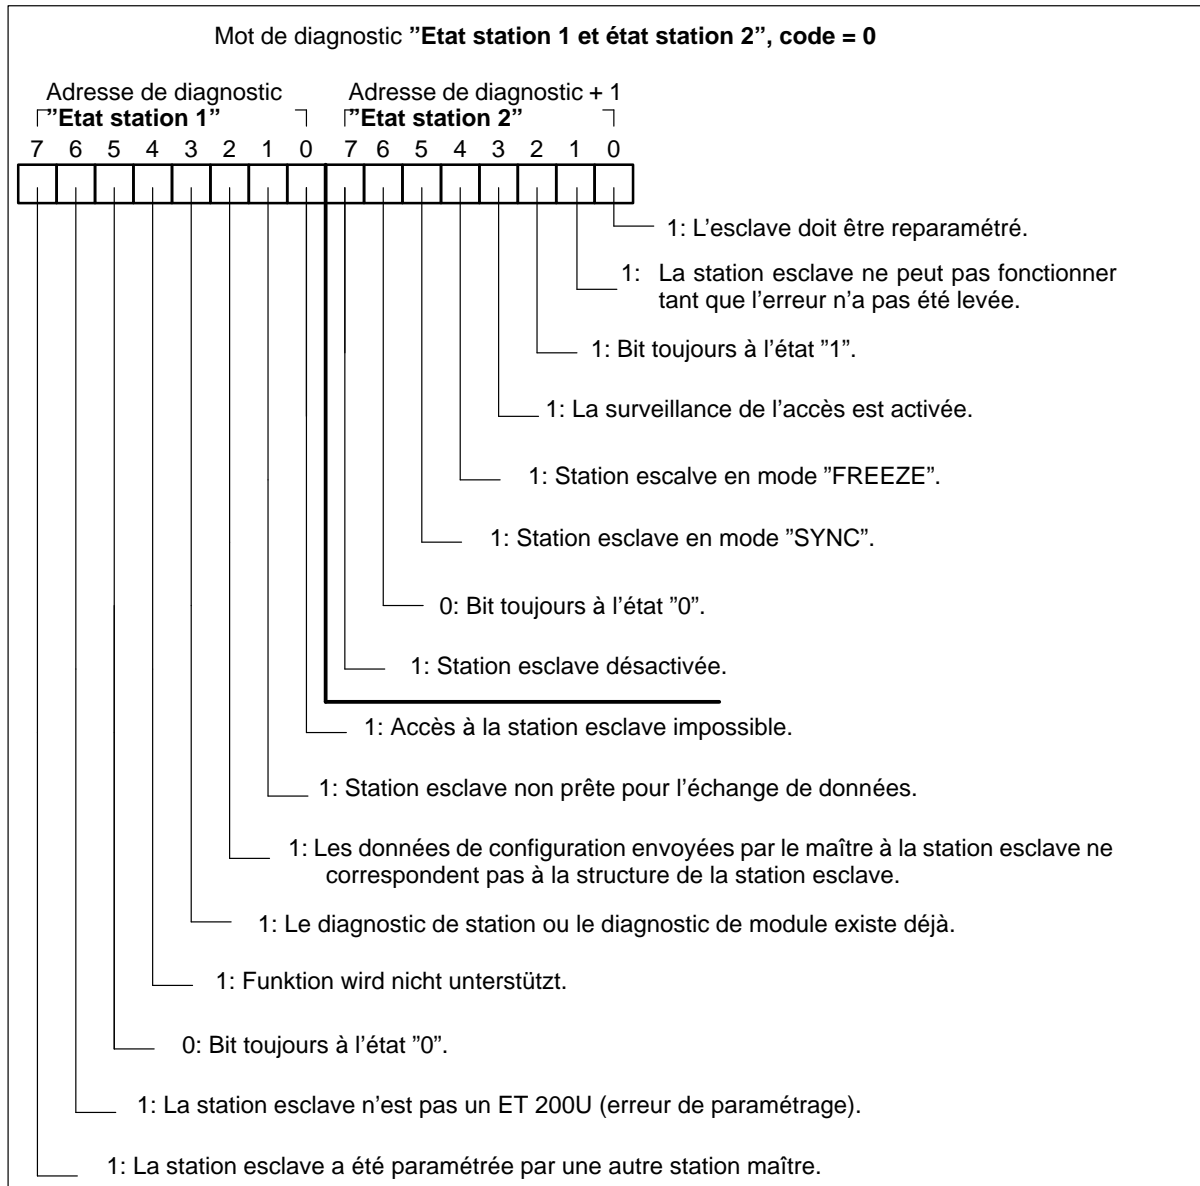 Mot de diagnostic ”Etat station 1 et état station 2”, code = 0
Adresse de diagnostic Adresse de diagnostic + 1
”Etat station 1” ”Etat station 2”
7 6 5 4 3 2 1 0 7 6 5 4 3 2 1 0
1: L'esclave doit être reparamétré.
1: La station esclave ne peut pas fonctionner
tant que l'erreur n'a pas été levée.
1: Bit toujours à l'état ”1”.
1: La surveillance de l'accès est activée.
1: Station escalve en mode ”FREEZE”.
1: Station esclave en mode ”SYNC”.
0: Bit toujours à l'état ”0”.
1: Station esclave désactivée.
1: Accès à la station esclave impossible.
1: Station esclave non prête pour l'échange de données.
1: Les données de configuration envoyées par le maître à la station esclave ne
correspondent pas à la structure de la station esclave.
1: Le diagnostic de station ou le diagnostic de module existe déjà.
1: Funktion wird nicht unterstützt.
0: Bit toujours à l'état ”0”.
1: La station esclave n'est pas un ET 200U (erreur de paramétrage).
1: La station esclave a été paramétrée par une autre station maître.